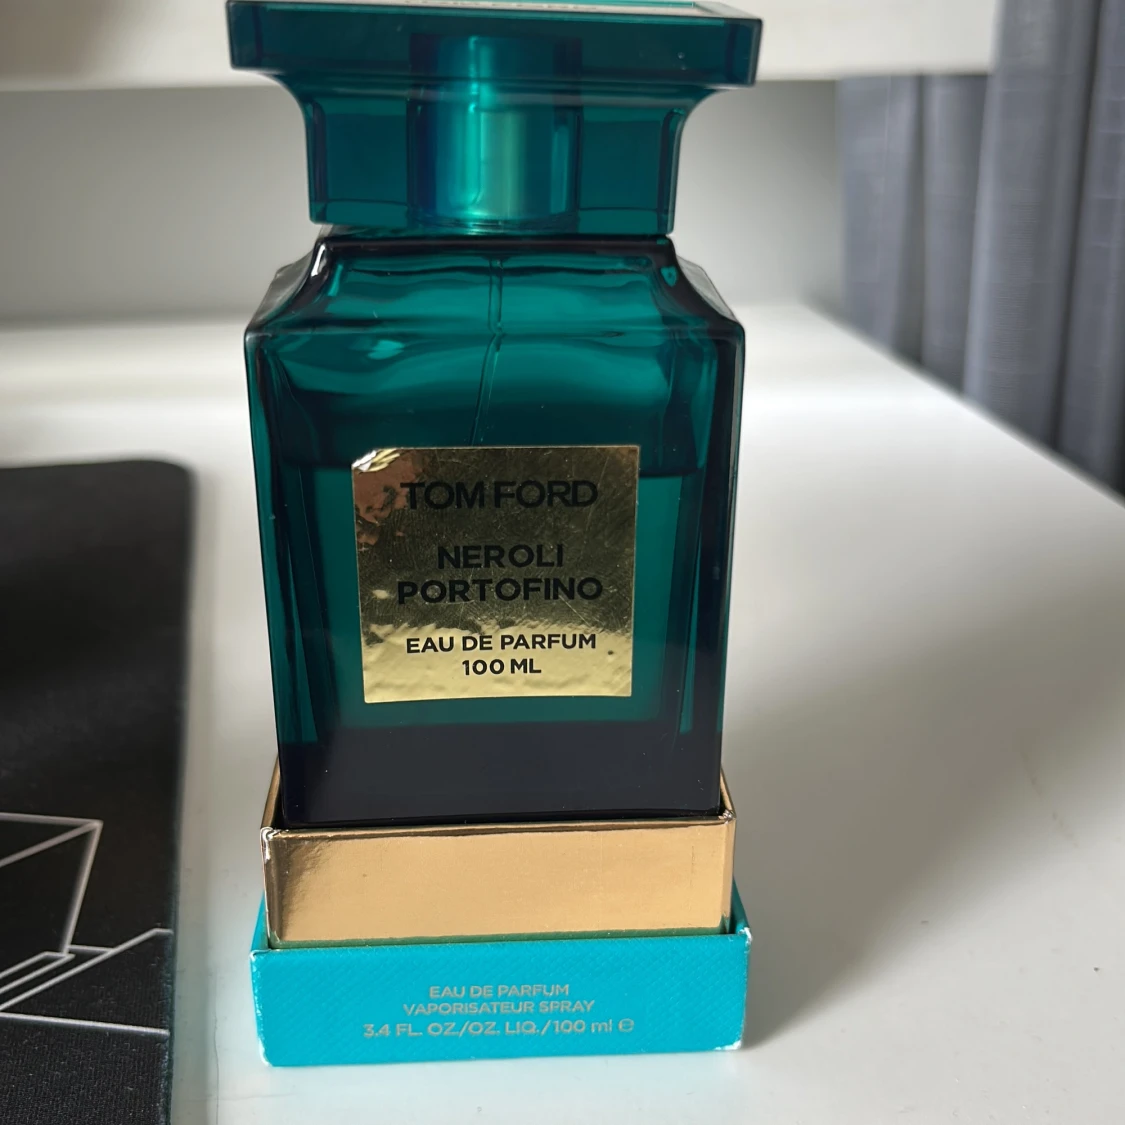 TOM FORD
NEROLI
PORTOFINO
EAU DE PARFUM
100 ML
EAU DE PARFUM
VAPORISATEUR SPRAY
3.4 FL. OZ./OZ. LIQ./100 ml ℮